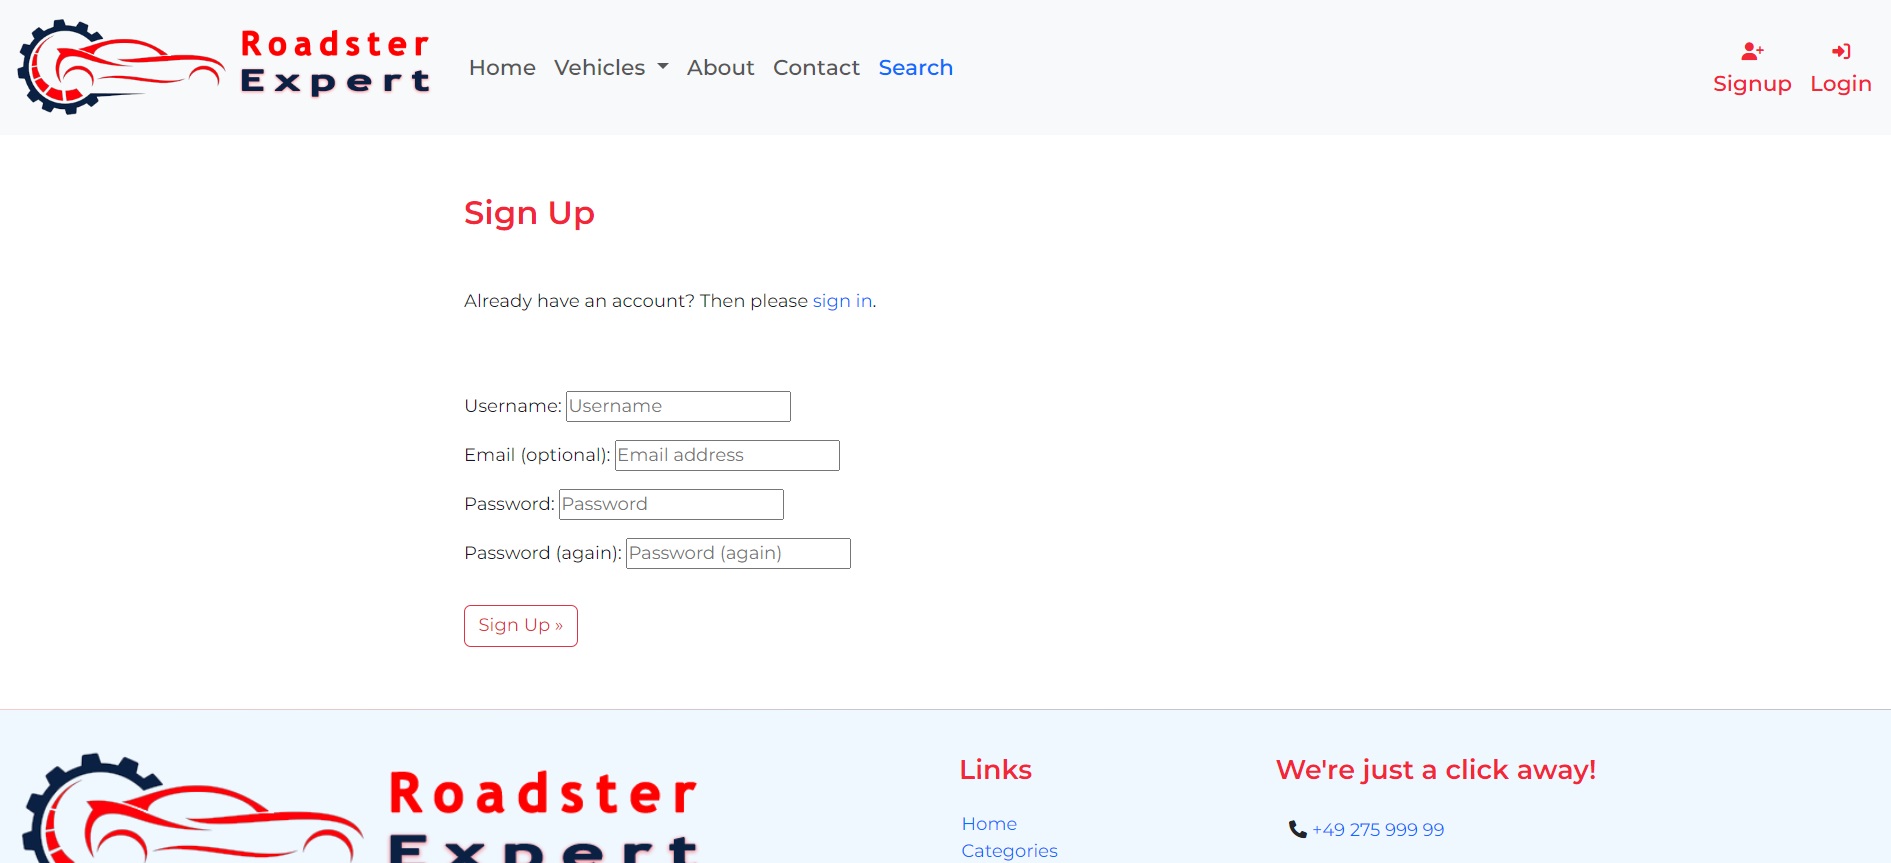 Roadster
Expert
Home Vehicles About Contact Search
Signup Login
Sign Up
Already have an account? Then please sign in.
Username: Username
Email (optional): Email address
Password: Password
Password (again): Password (again)
Sign Up »
Roadster
Expert
Links
Home
Categories
We're just a click away!
+49 275 999 99